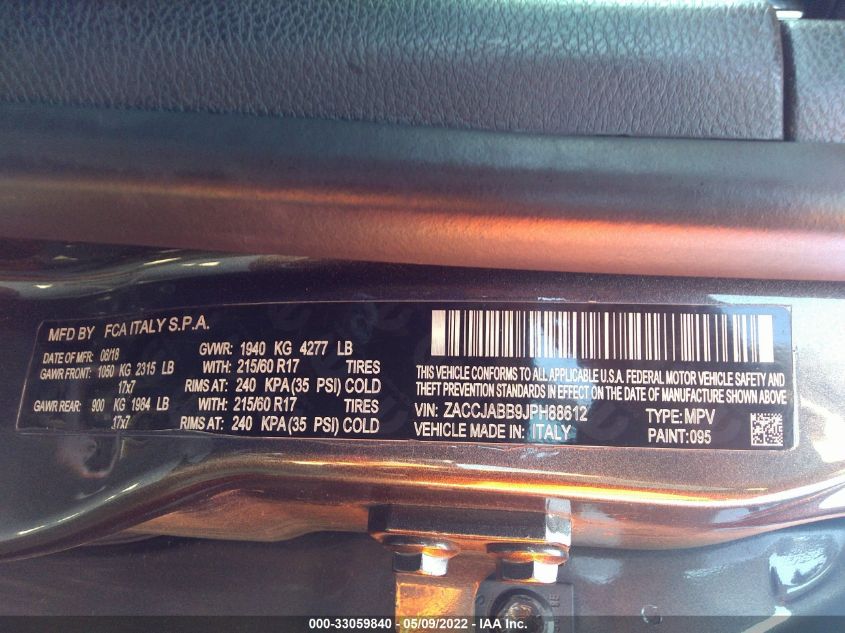 MFD BY FCA ITALY S.P.A.
DATE OF MFR: 08/18 GVWR: 1940 KG 4277 LB
GAWR FRONT: 1050 KG 2315 LB WITH: 215/60 R17 TIRES
17x7 RIMS AT: 240 KPA (35 PSI) COLD
GAWR REAR: 900 KG 1984 LB WITH: 215/60 R17 TIRES
17x7 RIMS AT: 240 KPA (35 PSI) COLD
THIS VEHICLE CONFORMS TO ALL APPLICABLE U.S.A. FEDERAL MOTOR VEHICLE SAFETY AND
THEFT PREVENTION STANDARDS IN EFFECT ON THE DATE OF MANUFACTURE SHOWN ABOVE
VIN: ZACCJABB9JPH88612 TYPE: MPV
VEHICLE MADE IN: ITALY PAINT: 095
000-33059840 - 05/09/2022 - IAA Inc.